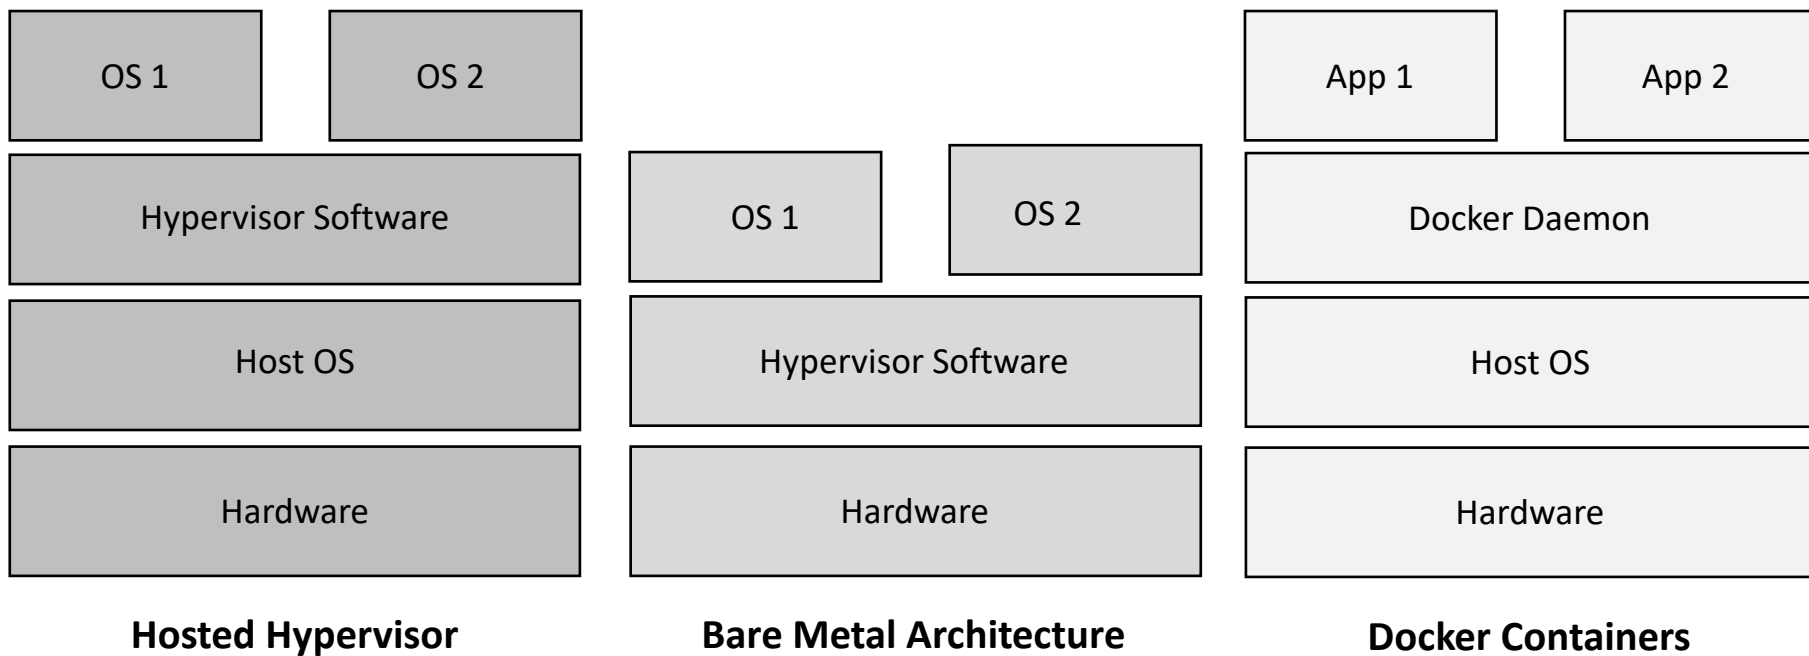 OS 1
OS 2
Hypervisor Software
Host OS
Hardware
Hosted Hypervisor
OS 1
OS 2
Hypervisor Software
Hardware
Bare Metal Architecture
App 1
App 2
Docker Daemon
Host OS
Hardware
Docker Containers